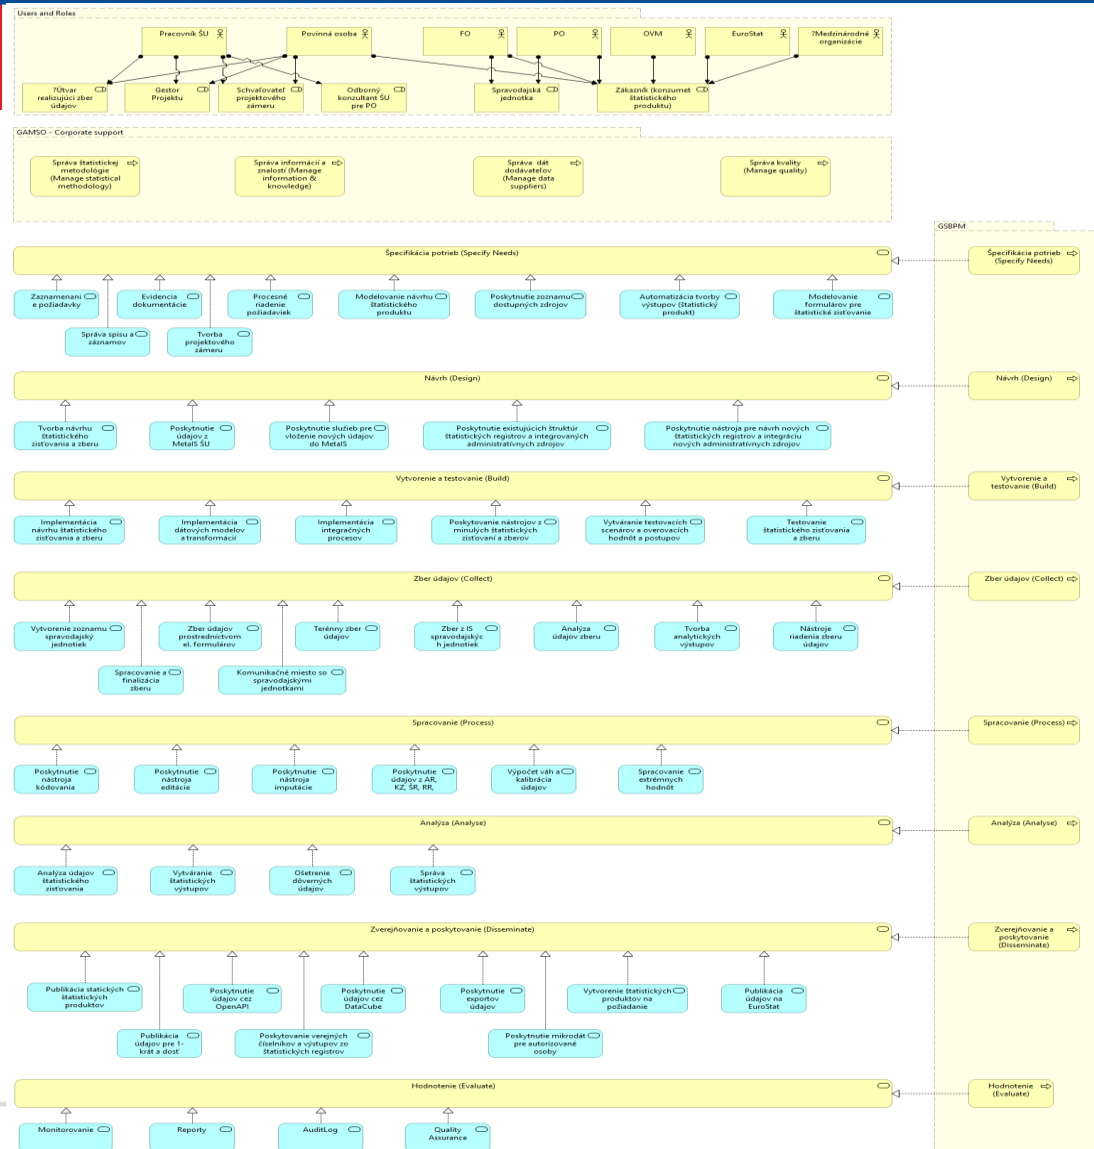 Users and Roles
Pracovník ŠU
Povinná osoba
FO
PO
OVM
EuroStat
?Medzinárodné
organizácie
?Útvar
realizujúci zber
údajov
Gestor
Projektu
Schvaľovateľ
projektového
zámeru
Odborný
konzultant ŠU
pre PO
Spravodajská
jednotka
Zákazník (konzumet
štatistického
produktu)
GAMSO - Corporate support
Správa štatistickej
metodológie
(Manage statistical
methodology)
Správa informácií a
znalostí (Manage
information &
knowledge)
Správa dát
dodávateľov
(Manage data
suppliers)
Správa kvality
(Manage quality)
GSBPM
Špecifikácia potrieb (Specify Needs)
Špecifikácia potrieb
(Specify Needs)
Zaznamenani
e požiadavky
Evidencia
dokumentácie
Procesné
riadenie
požiadaviek
Modelovanie návrhu
štatistického
produktu
Poskytnutie zoznamu
dostupných zdrojov
Automatizácia tvorby
výstupov (štatistický
produkt)
Modelovanie
formulárov pre
štatistické zisťovanie
Správa spisu a
záznamov
Tvorba
projektového
zámeru
Návrh (Design)
Návrh (Design)
Tvorba návrhu
štatistického
zisťovania a zberu
Poskytnutie
údajov z
MetaIS ŠU
Poskytnutie služieb pre
vloženie nových údajov
do MetaIS
Poskytnutie existujúcich štruktúr
štatistických registrov a integrovaných
administratívnych zdrojov
Poskytnutie nástroja pre návrh nových
štatistických registrov a integráciu
nových administratívnych zdrojov
Vytvorenie a testovanie (Build)
Vytvorenie a
testovanie (Build)
Implementácia
návrhu štatistického
zisťovania a zberu
Implementácia
dátových modelov
a transformácií
Implementácia
integračných
procesov
Poskytovanie nástrojov z
minulých štatistických
zisťovaní a zberov
Vytváranie testovacích
scenárov a overovacích
hodnôt a postupov
Testovanie
štatistického zisťovania
a zberu
Zber údajov (Collect)
Zber údajov (Collect)
Vytvorenie zoznamu
spravodajský
jednotiek
Zber údajov
prostredníctvom
el. formulárov
Terénny zber
údajov
Zber z IS
spravodajskýc
h jednotiek
Analýza
údajov zberu
Tvorba
analytických
výstupov
Nástroje
riadenia zberu
údajov
Spracovanie a
finalizácia
zberu
Komunikačné miesto so
spravodajskými
jednotkami
Spracovanie (Process)
Spracovanie (Process)
Poskytnutie
nástroja
kódovania
Poskytnutie
nástroja
editácie
Poskytnutie
nástroja
imputácie
Poskytnutie
údajov z AR,
KZ, ŠR, RR,
Výpočet váh a
kalibrácia
údajov
Spracovanie
extrémnych
hodnôt
Analýza (Analyse)
Analýza (Analyse)
Analýza údajov
štatistického
zisťovania
Vytváranie
štatistických
výstupov
Ošetrenie
dôverných
údajov
Správa
štatistických
výstupov
Zverejňovanie a poskytovanie (Disseminate)
Zverejňovanie a
poskytovanie
(Disseminate)
Publikácia statických
štatistických
produktov
Poskytnutie
údajov cez
OpenAPI
Poskytnutie
údajov cez
DataCube
Poskytnutie
exportov
údajov
Vytvorenie štatistických
produktov na
požiadanie
Publikácia
údajov na
EuroStat
Publikácia
údajov pre 1-
krát a dosť
Poskytovanie verejných
číselníkov a výstupov zo
štatistických registrov
Poskytnutie mikrodát
pre autorizované
osoby
Hodnotenie (Evaluate)
Hodnotenie
(Evaluate)
Monitorovanie
Reporty
AuditLog
Quality
Assurance